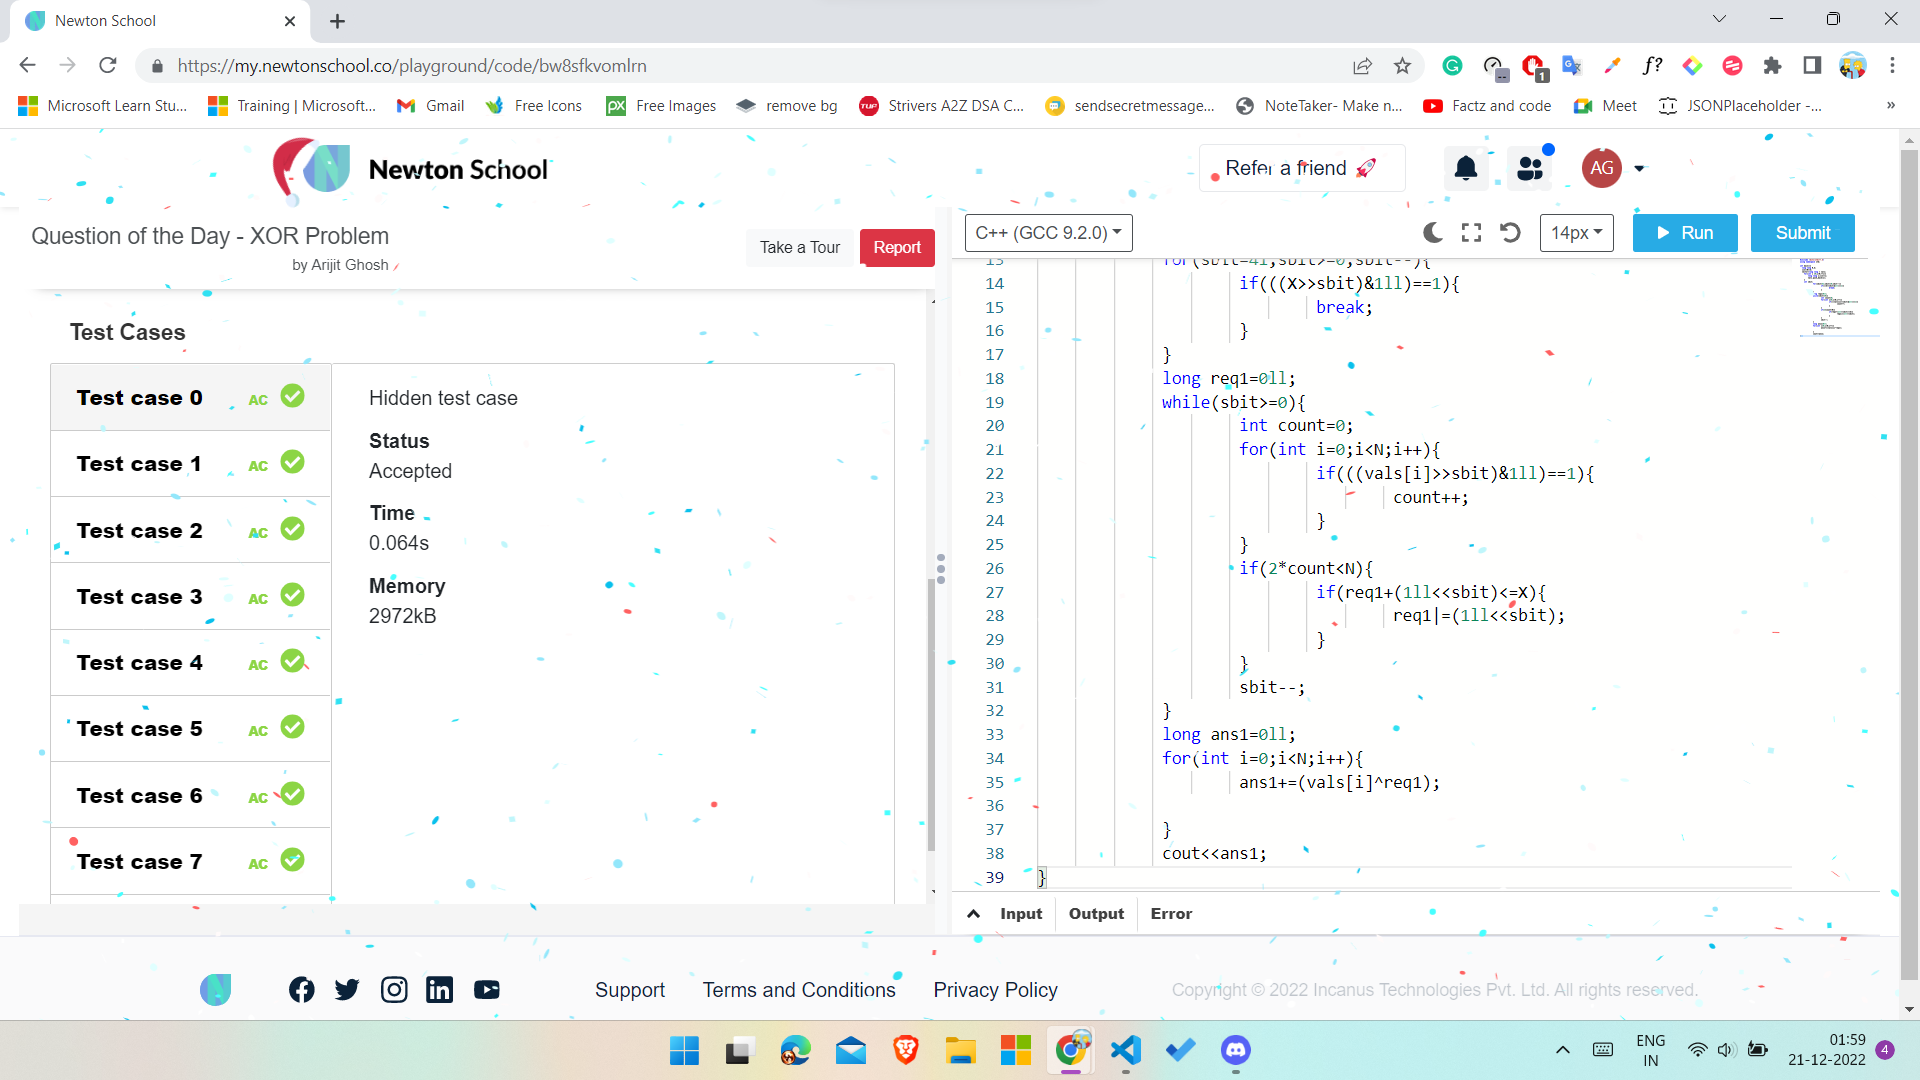 Newton School
https://my.newtonschool.co/playground/code/bw8sfkvomlrn
1
Microsoft Learn Stu...
Training | Microsoft...
Gmail
Free Icons
Free Images
remove bg
Strivers A2Z DSA C...
sendsecretmessage...
NoteTaker- Make n...
Factz and code
Meet
JSONPlaceholder -...
»
Newton School
Refer a friend
AG
Question of the Day - XOR Problem
by Arijit Ghosh
Take a Tour
Report
C++ (GCC 9.2.0)
14px
Run
Submit
Test Cases
Test case 0 AC
Test case 1 AC
Test case 2 AC
Test case 3 AC
Test case 4 AC
Test case 5 AC
Test case 6 AC
Test case 7 AC
Hidden test case
Status
Accepted
Time
0.064s
Memory
2972kB
13 for(sbit=41;sbit>=0;sbit--){
14 if(((X>>sbit)&1ll)==1){
15 break;
16 }
17 }
18 long req1=0ll;
19 while(sbit>=0){
20 int count=0;
21 for(int i=0;i<N;i++){
22 if(((vals[i]>>sbit)&1ll)==1){
23 count++;
24 }
25 }
26 if(2*count<N){
27 if(req1+(1ll<<sbit)<=X){
28 req1|=(1ll<<sbit);
29 }
30 }
31 sbit--;
32 }
33 long ans1=0ll;
34 for(int i=0;i<N;i++){
35 ans1+=(vals[i]^req1);
36
37 }
38 cout<<ans1;
39 }
Input
Output
Error
Support
Terms and Conditions
Privacy Policy
Copyright © 2022 Incanus Technologies Pvt. Ltd. All rights reserved.
ENG
IN
01:59
21-12-2022
4